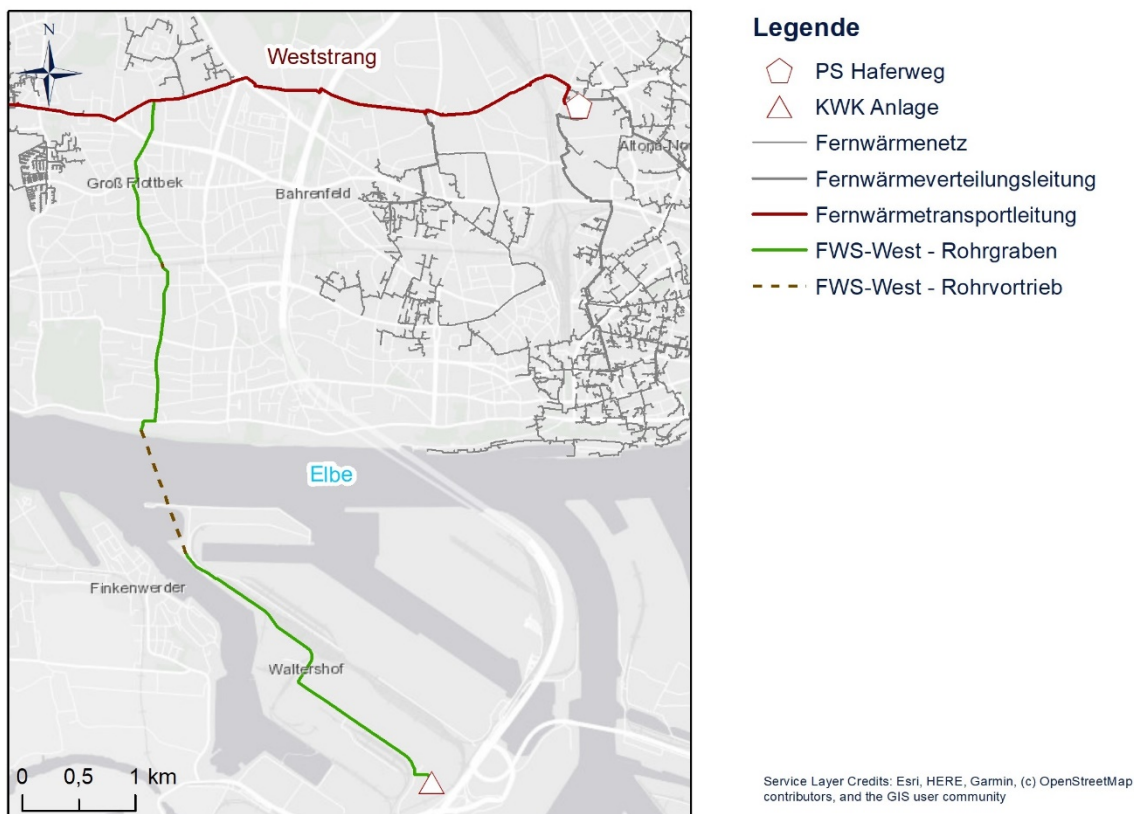 N
Weststrang
Altona-No
Groß Flottbek
Bahrenfeld
Elbe
Finkenwerder
Waltershof
0 0,5 1 km
Legende
PS Haferweg
KWK Anlage
Fernwärmenetz
Fernwärmeverteilungsleitung
Fernwärmetransportleitung
FWS-West - Rohrgraben
FWS-West - Rohrvortrieb
Service Layer Credits: Esri, HERE, Garmin, (c) OpenStreetMap
contributors, and the GIS user community